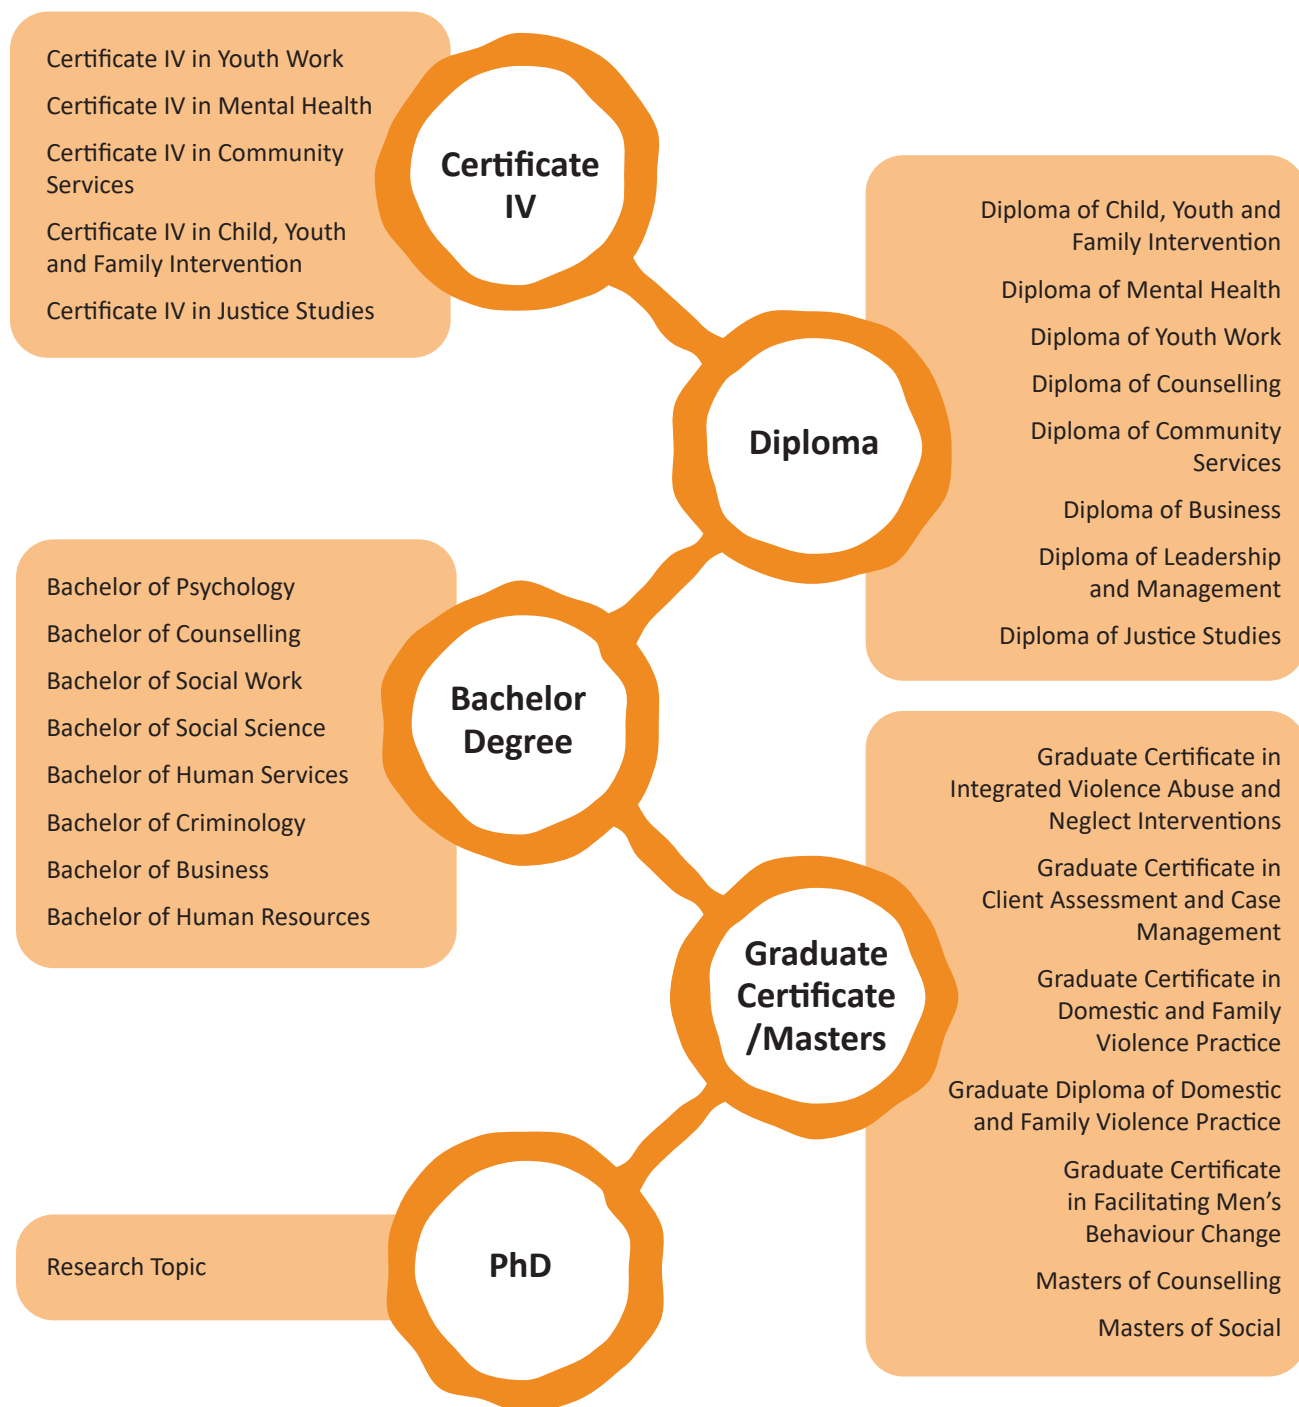 Certificate IV in Youth Work
Certificate IV in Mental Health
Certificate IV in Community
Services
Certificate IV in Child, Youth
and Family Intervention
Certificate IV in Justice Studies
Certificate
IV
Diploma of Child, Youth and
Family Intervention
Diploma of Mental Health
Diploma of Youth Work
Diploma of Counselling
Diploma of Community
Services
Diploma of Business
Diploma of Leadership
and Management
Diploma of Justice Studies
Diploma
Bachelor of Psychology
Bachelor of Counselling
Bachelor of Social Work
Bachelor of Social Science
Bachelor of Human Services
Bachelor of Criminology
Bachelor of Business
Bachelor of Human Resources
Bachelor
Degree
Graduate Certificate in
Integrated Violence Abuse and
Neglect Interventions
Graduate Certificate in
Client Assessment and Case
Management
Graduate Certificate in
Domestic and Family
Violence Practice
Graduate Diploma of Domestic
and Family Violence Practice
Graduate Certificate
in Facilitating Men’s
Behaviour Change
Masters of Counselling
Masters of Social
Graduate
Certificate
/Masters
Research Topic
PhD